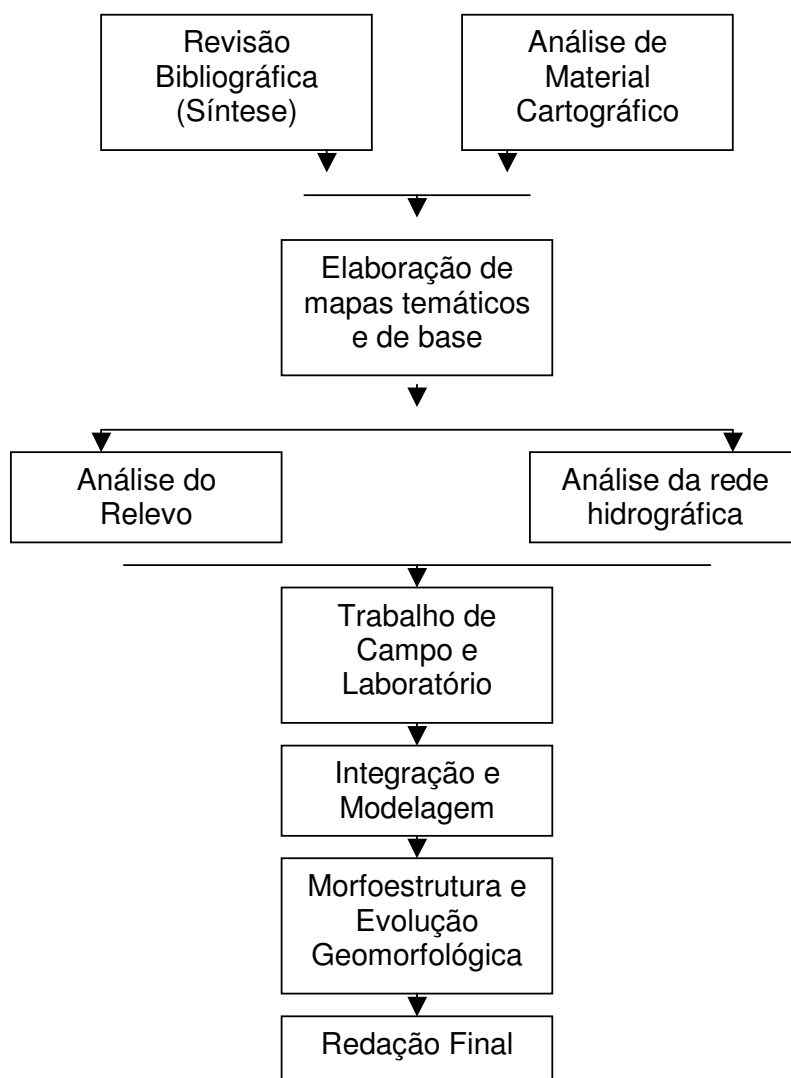 Revisão
Bibliográfica
(Síntese)
Análise de
Material
Cartográfico
Elaboração de
mapas temáticos
e de base
Análise do
Relevo
Análise da rede
hidrográfica
Trabalho de
Campo e
Laboratório
Integração e
Modelagem
Morfoestrutura e
Evolução
Geomorfológica
Redação Final